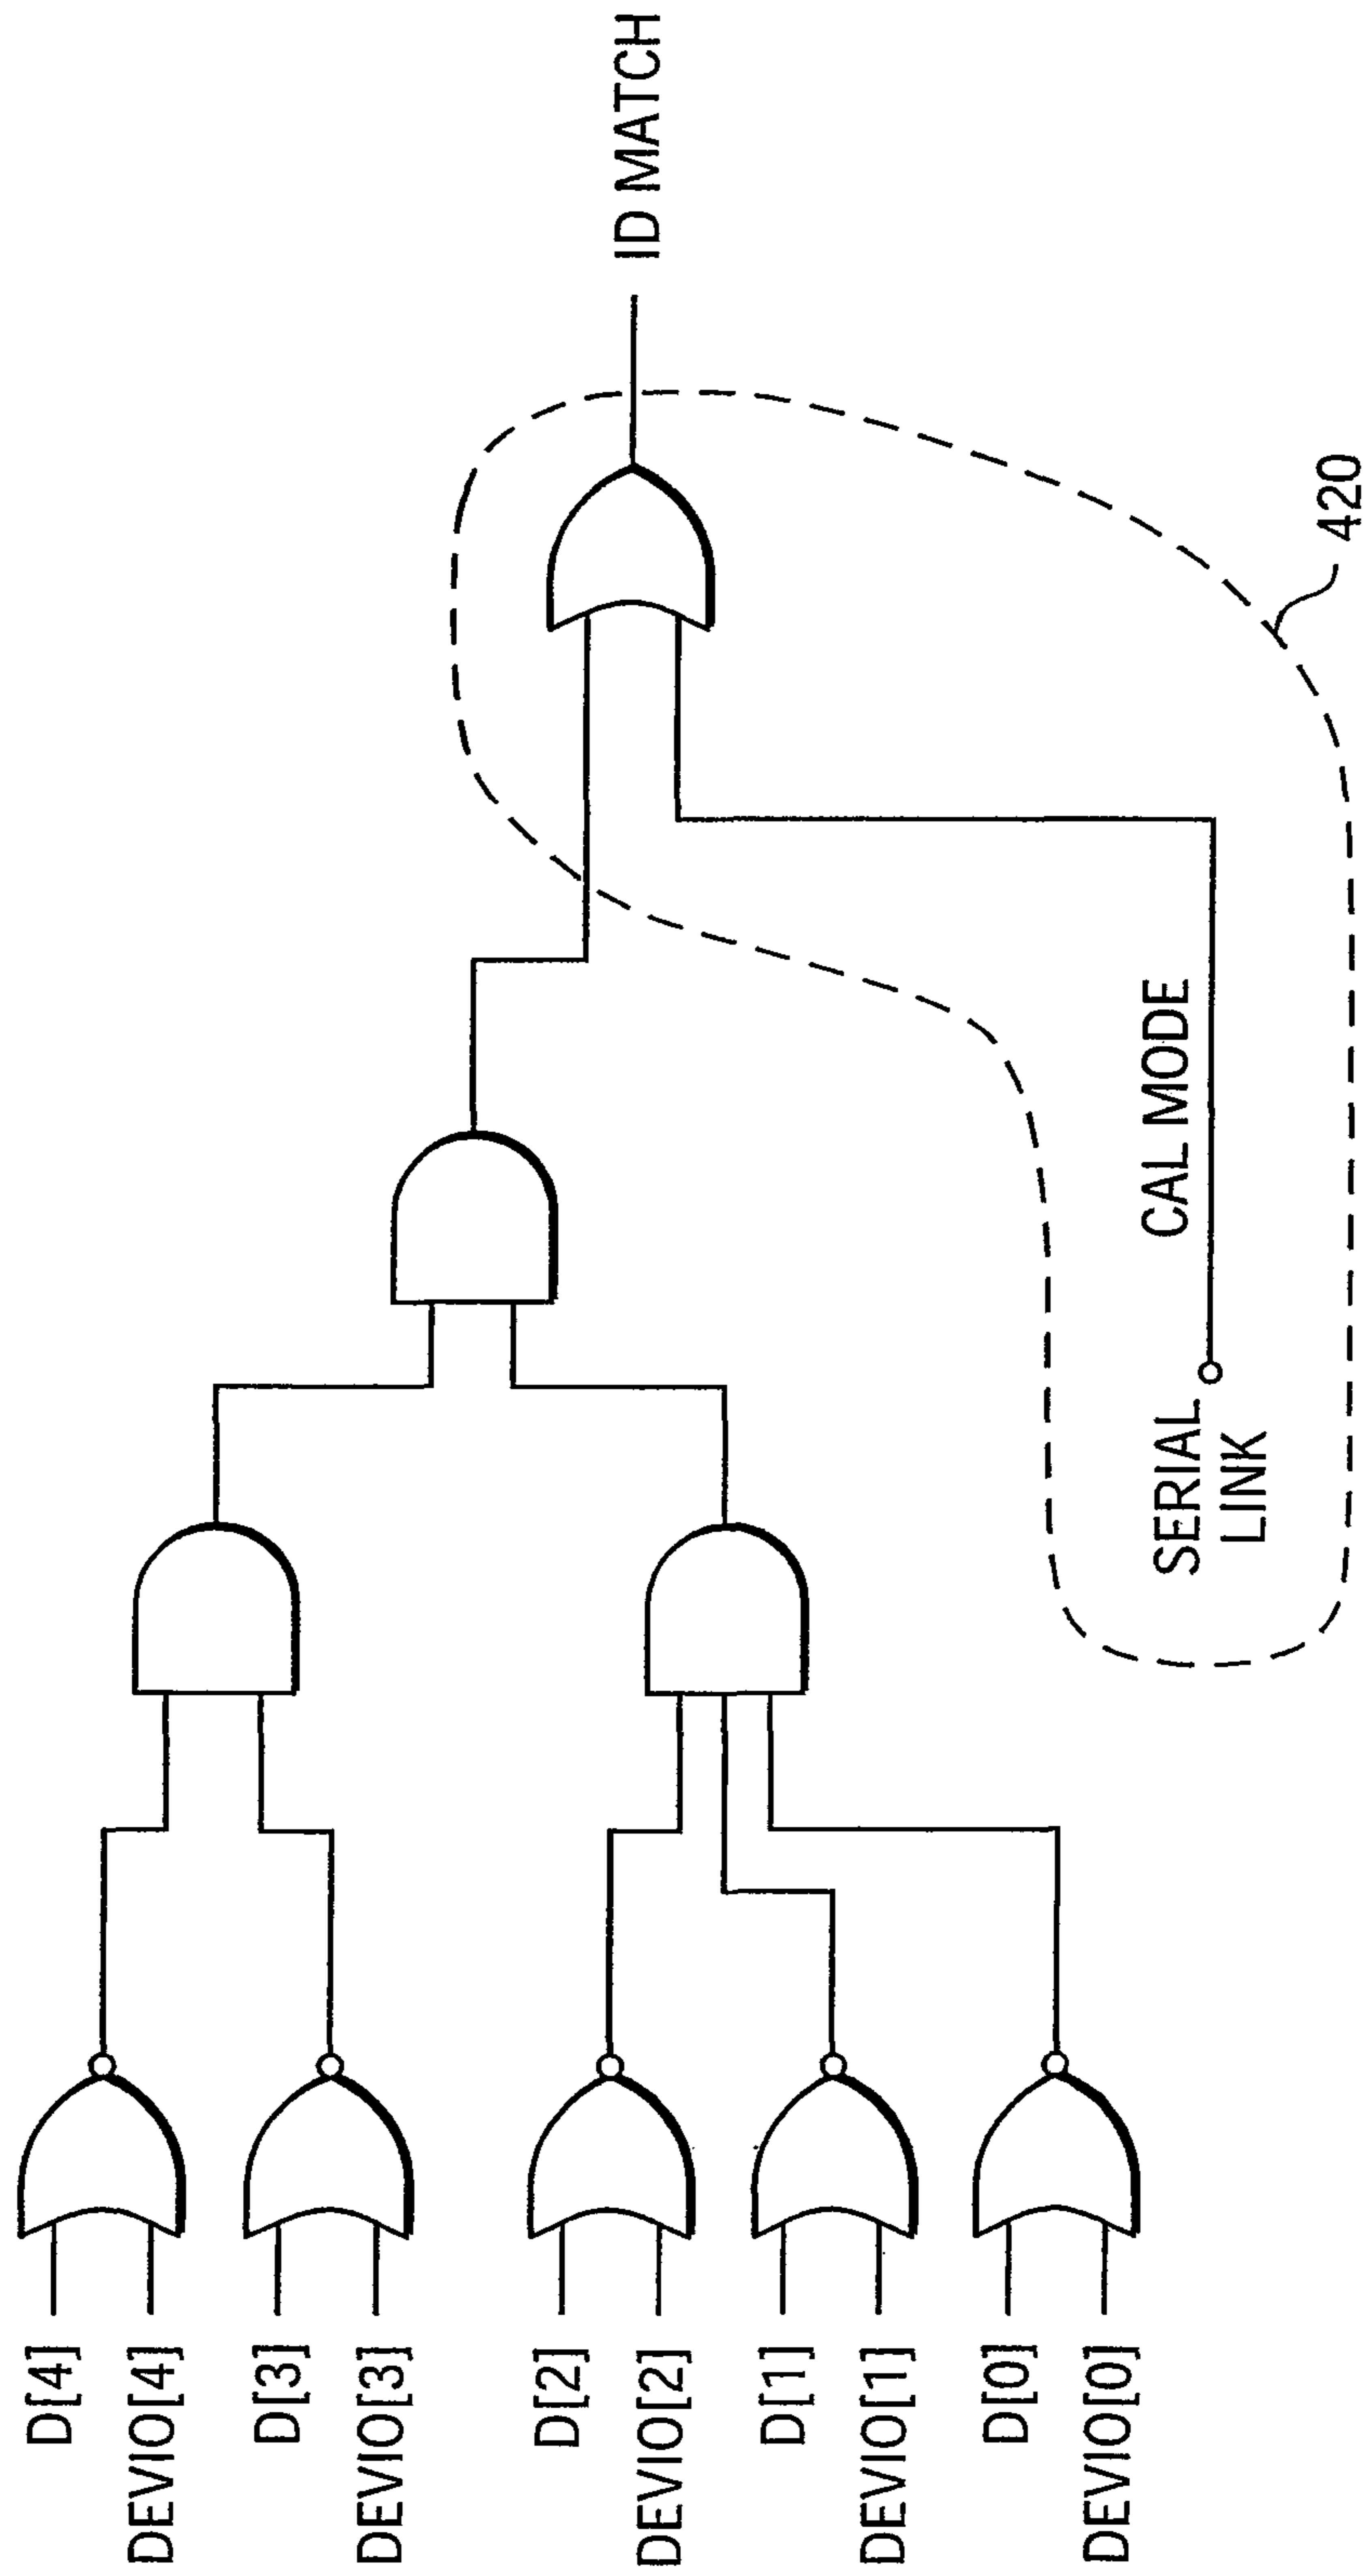 D[4]
DEVIO[4]
D[3]
DEVIO[3]
D[2]
DEVIO[2]
D[1]
DEVIO[1]
D[0]
DEVIO[0]
SERIAL
LINK
CAL MODE
420
ID MATCH